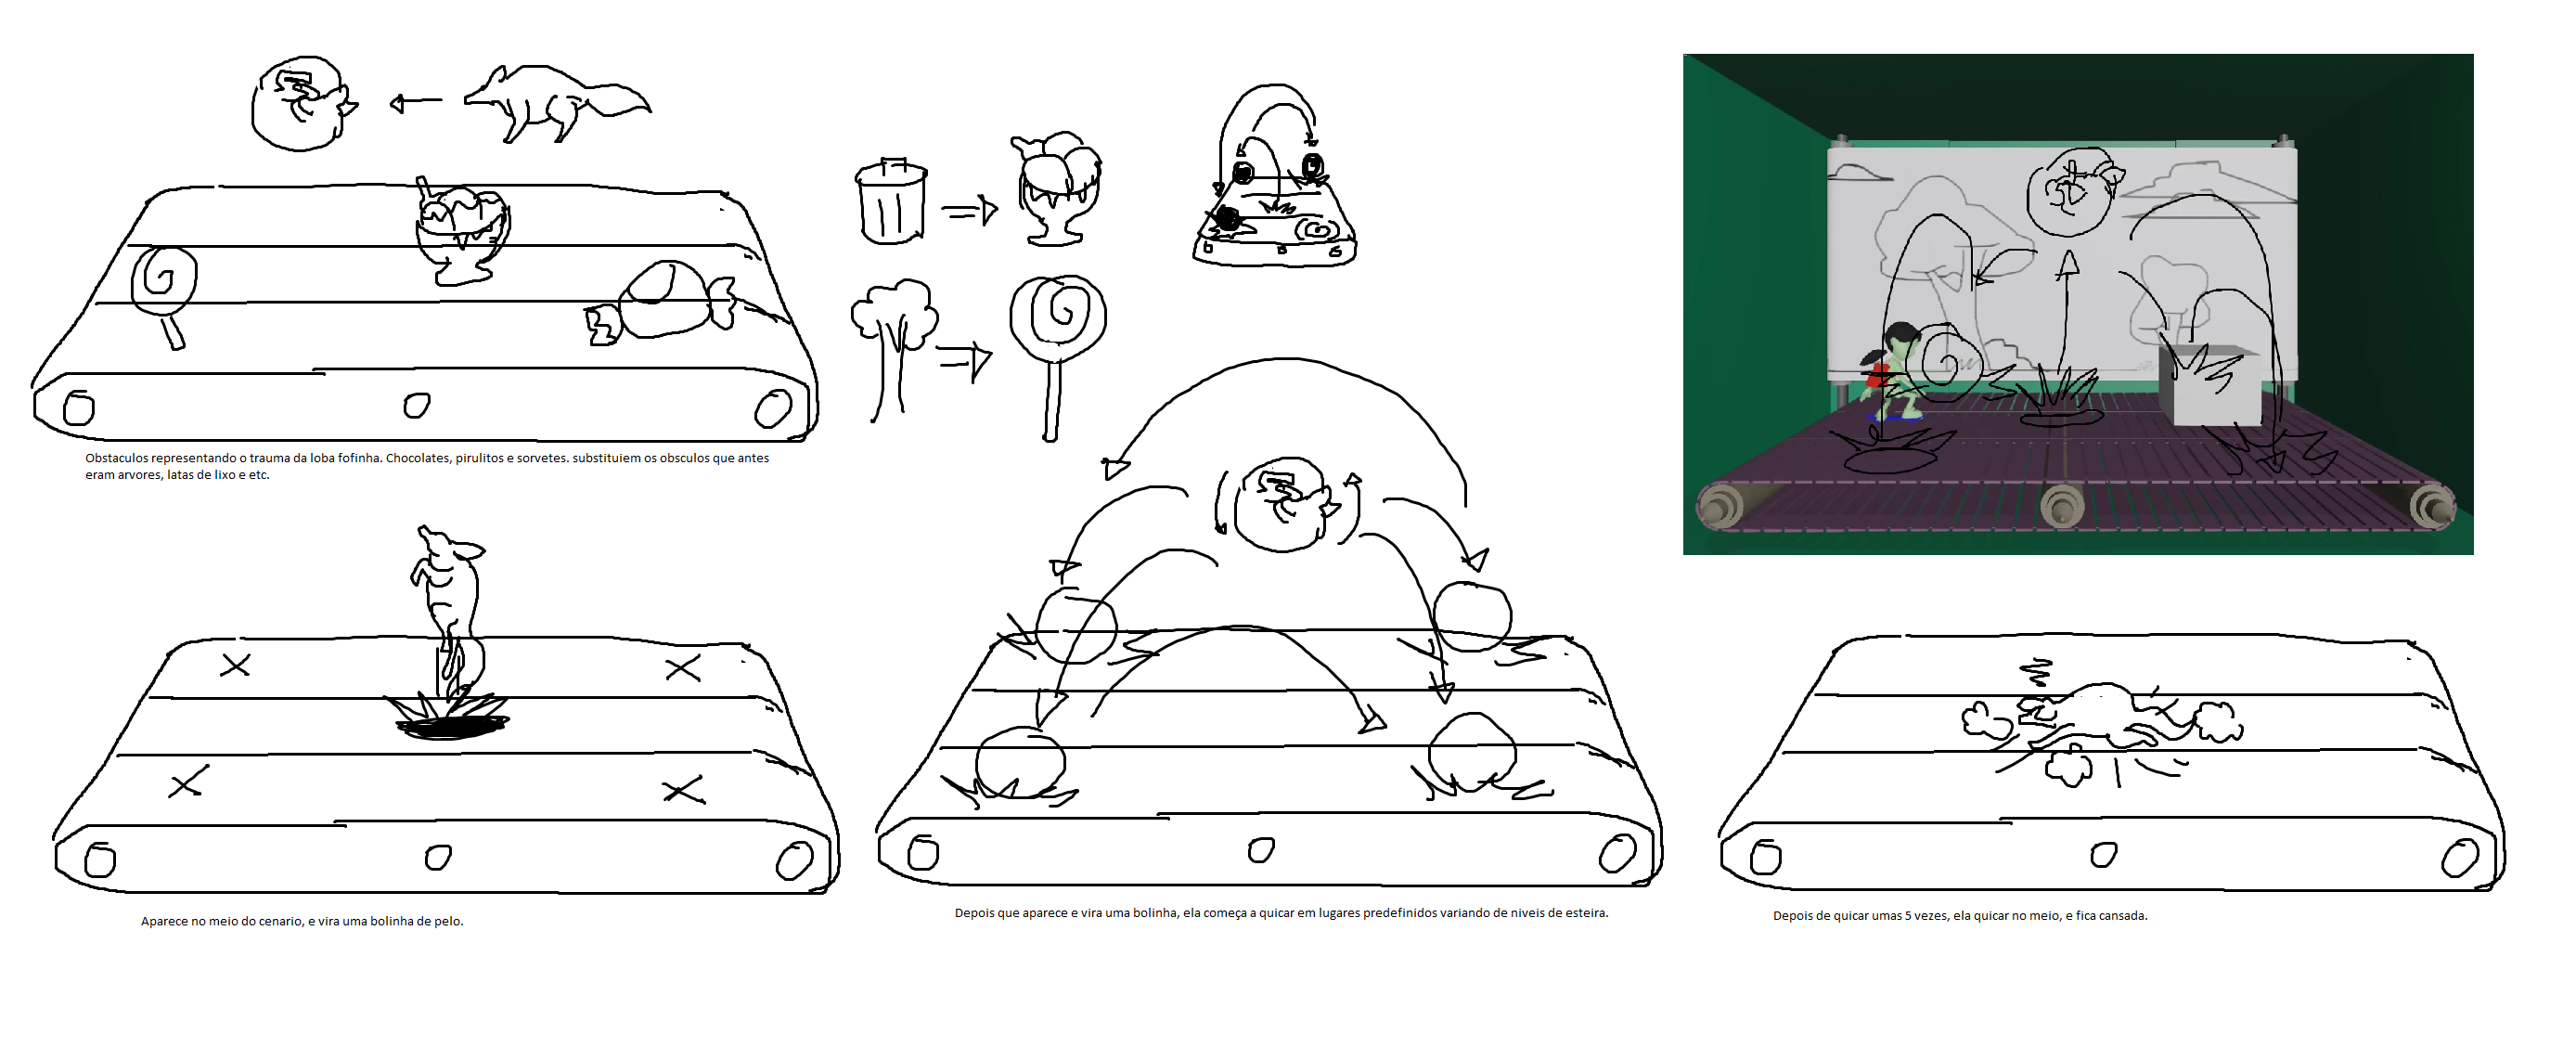 Obstaculos representando o trauma da loba fofinha. Chocolates, pirulitos e sorvetes. substituiem os obsculos que antes
eram arvores, latas de lixo e etc.
Aparece no meio do cenario, e vira uma bolinha de pelo.
Depois que aparece e vira uma bolinha, ela começa a quicar em lugares predefinidos variando de niveis de esteira.
Depois de quicar umas 5 vezes, ela quicar no meio, e fica cansada.